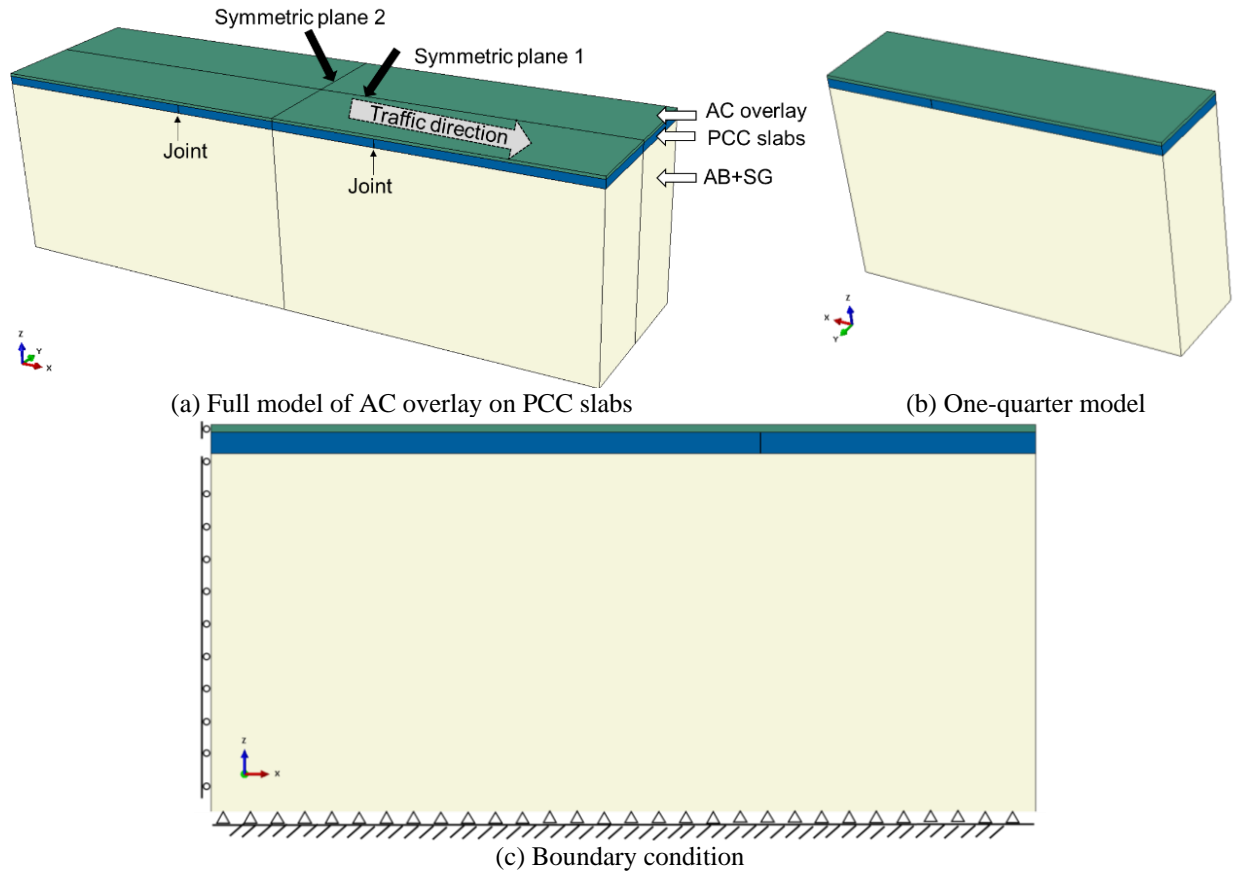 Symmetric plane 2
Symmetric plane 1
Traffic direction
AC overlay
PCC slabs
AB+SG
Joint
Joint
Z
Y
X
Z
X
Y
(a) Full model of AC overlay on PCC slabs
(b) One-quarter model
Z
X
(c) Boundary condition